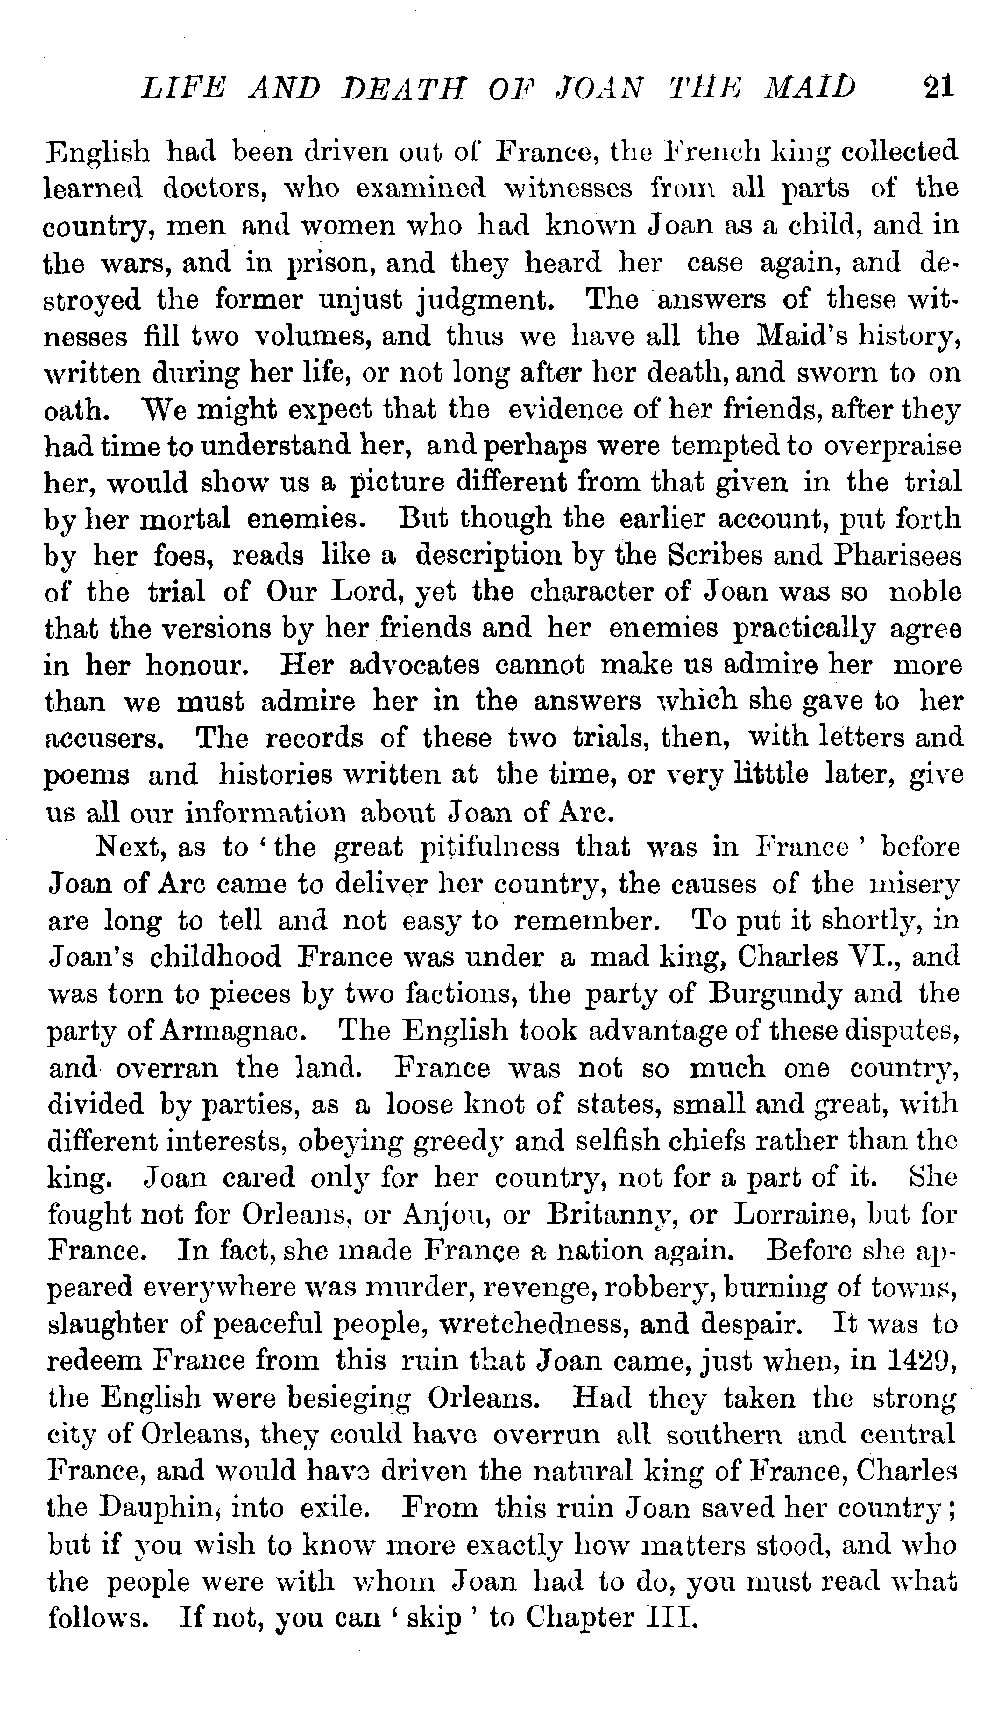 LIFE AND DEATH OF JOAN THE MAID 21
English had been driven out of France, the French king collected
learned doctors, who examined witnesses from all parts of the
country, men and women who had known Joan as a child, and in
the wars, and in prison, and they heard her case again, and de-
stroyed the former unjust judgment. The answers of these wit-
nesses fill two volumes, and thus we have all the Maid's history,
written during her life, or not long after her death, and sworn to on
oath. We might expect that the evidence of her friends, after they
had time to understand her, and perhaps were tempted to overpraise
her, would show us a picture different from that given in the trial
by her mortal enemies. But though the earlier account, put forth
by her foes, reads like a description by the Scribes and Pharisees
of the trial of Our Lord, yet the character of Joan was so noble
that the versions by her friends and her enemies practically agree
in her honour. Her advocates cannot make us admire her more
than we must admire her in the answers which she gave to her
accusers. The records of these two trials, then, with letters and
poems and histories written at the time, or very litttle later, give
us all our information about Joan of Arc.
Next, as to ‘the great pitifulness that was in France’ before
Joan of Arc came to deliver her country, the causes of the misery
are long to tell and not easy to remember. To put it shortly, in
Joan's childhood France was under a mad king, Charles VI., and
was torn to pieces by two factions, the party of Burgundy and the
party of Armagnac. The English took advantage of these disputes,
and overran the land. France was not so much one country,
divided by parties, as a loose knot of states, small and great, with
different interests, obeying greedy and selfish chiefs rather than the
king. Joan cared only for her country, not for a part of it. She
fought not for Orleans, or Anjou, or Britanny, or Lorraine, but for
France. In fact, she made France a nation again. Before she ap-
peared everywhere was murder, revenge, robbery, burning of towns,
slaughter of peaceful people, wretchedness, and despair. It was to
redeem France from this ruin that Joan came, just when, in 1429,
the English were besieging Orleans. Had they taken the strong
city of Orleans, they could have overrun all southern and central
France, and would have driven the natural king of France, Charles
the Dauphin, into exile. From this ruin Joan saved her country;
but if you wish to know more exactly how matters stood, and who
the people were with whom Joan had to do, you must read what
follows. If not, you can ‘skip’ to Chapter III.